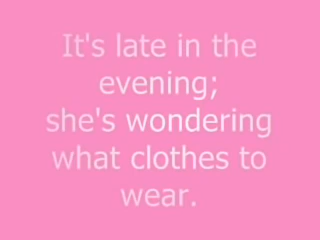 It's late in the
evening;
she's wondering
what clothes to
wear.